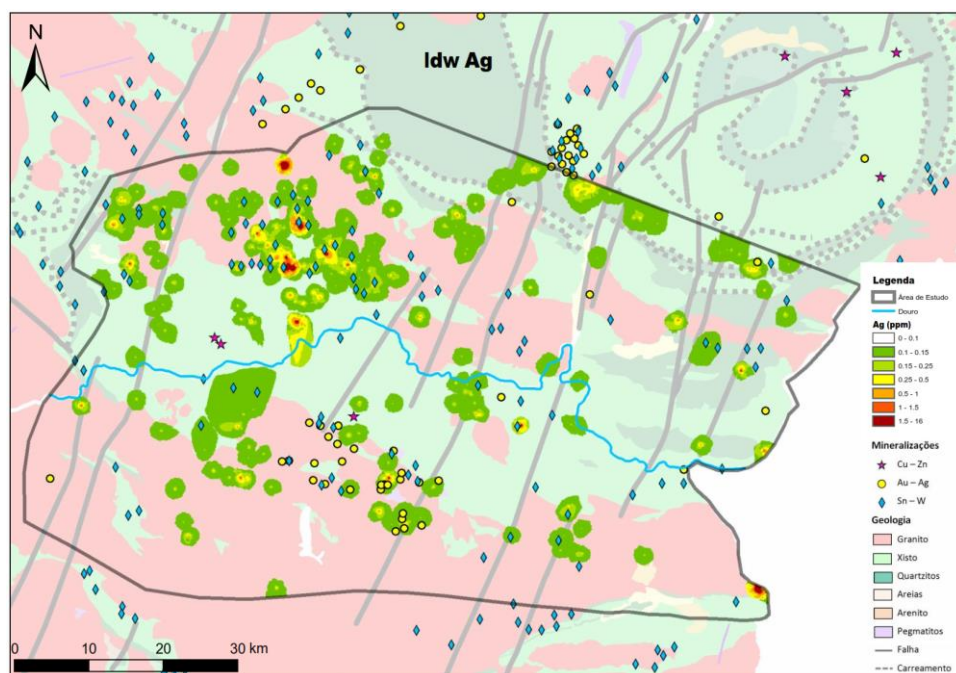 N
Idw Ag
Legenda
Área de Estudo
Douro
Ag (ppm)
0 - 0.1
0.1 - 0.15
0.15 - 0.25
0.25 - 0.5
0.5 - 1
1 - 1.5
1.5 - 16
Mineralizações
Cu – Zn
Au – Ag
Sn – W
Geologia
Granito
Xisto
Quartzitos
Areias
Arenito
Pegmatitos
Falha
Carreamento
0 10 20 30 km